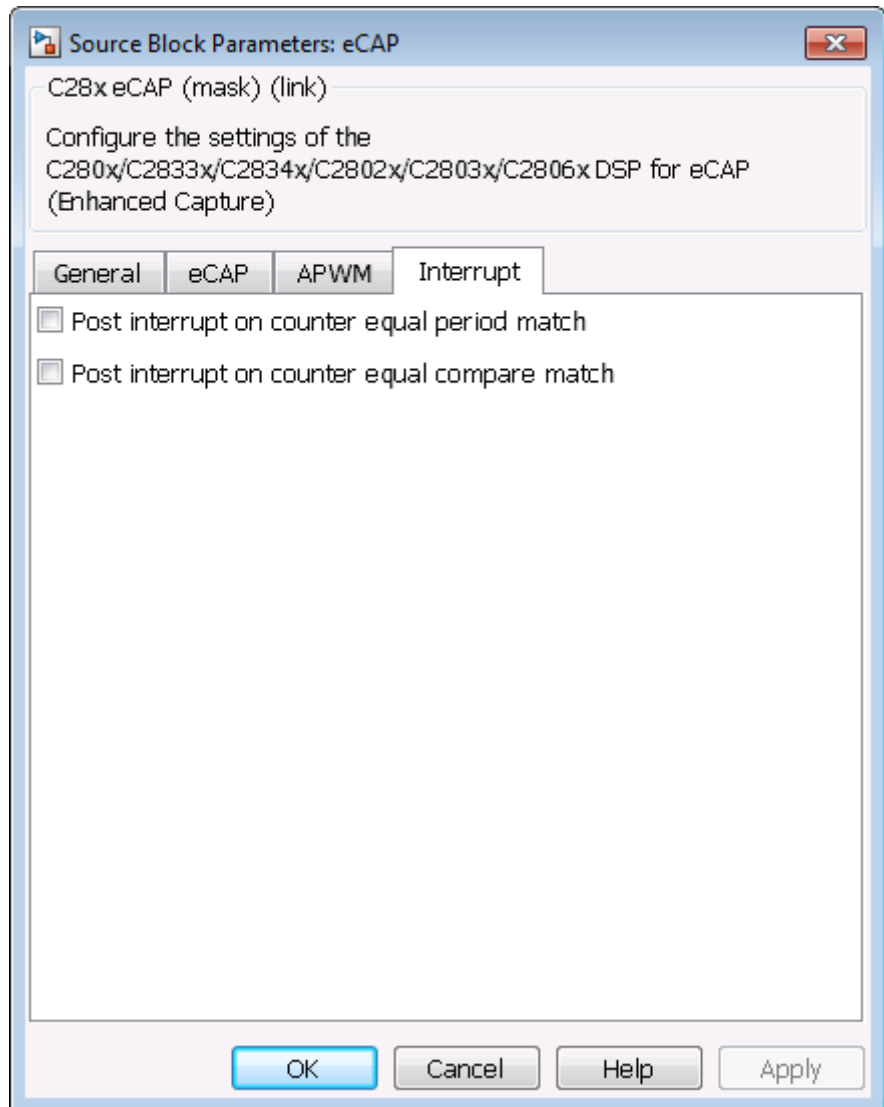 Source Block Parameters: eCAP
C28x eCAP (mask) (link)
Configure the settings of the
C280x/C2833x/C2834x/C2802x/C2803x/C2806x DSP for eCAP
(Enhanced Capture)
General eCAP APWM Interrupt
Post interrupt on counter equal period match
Post interrupt on counter equal compare match
OK Cancel Help Apply